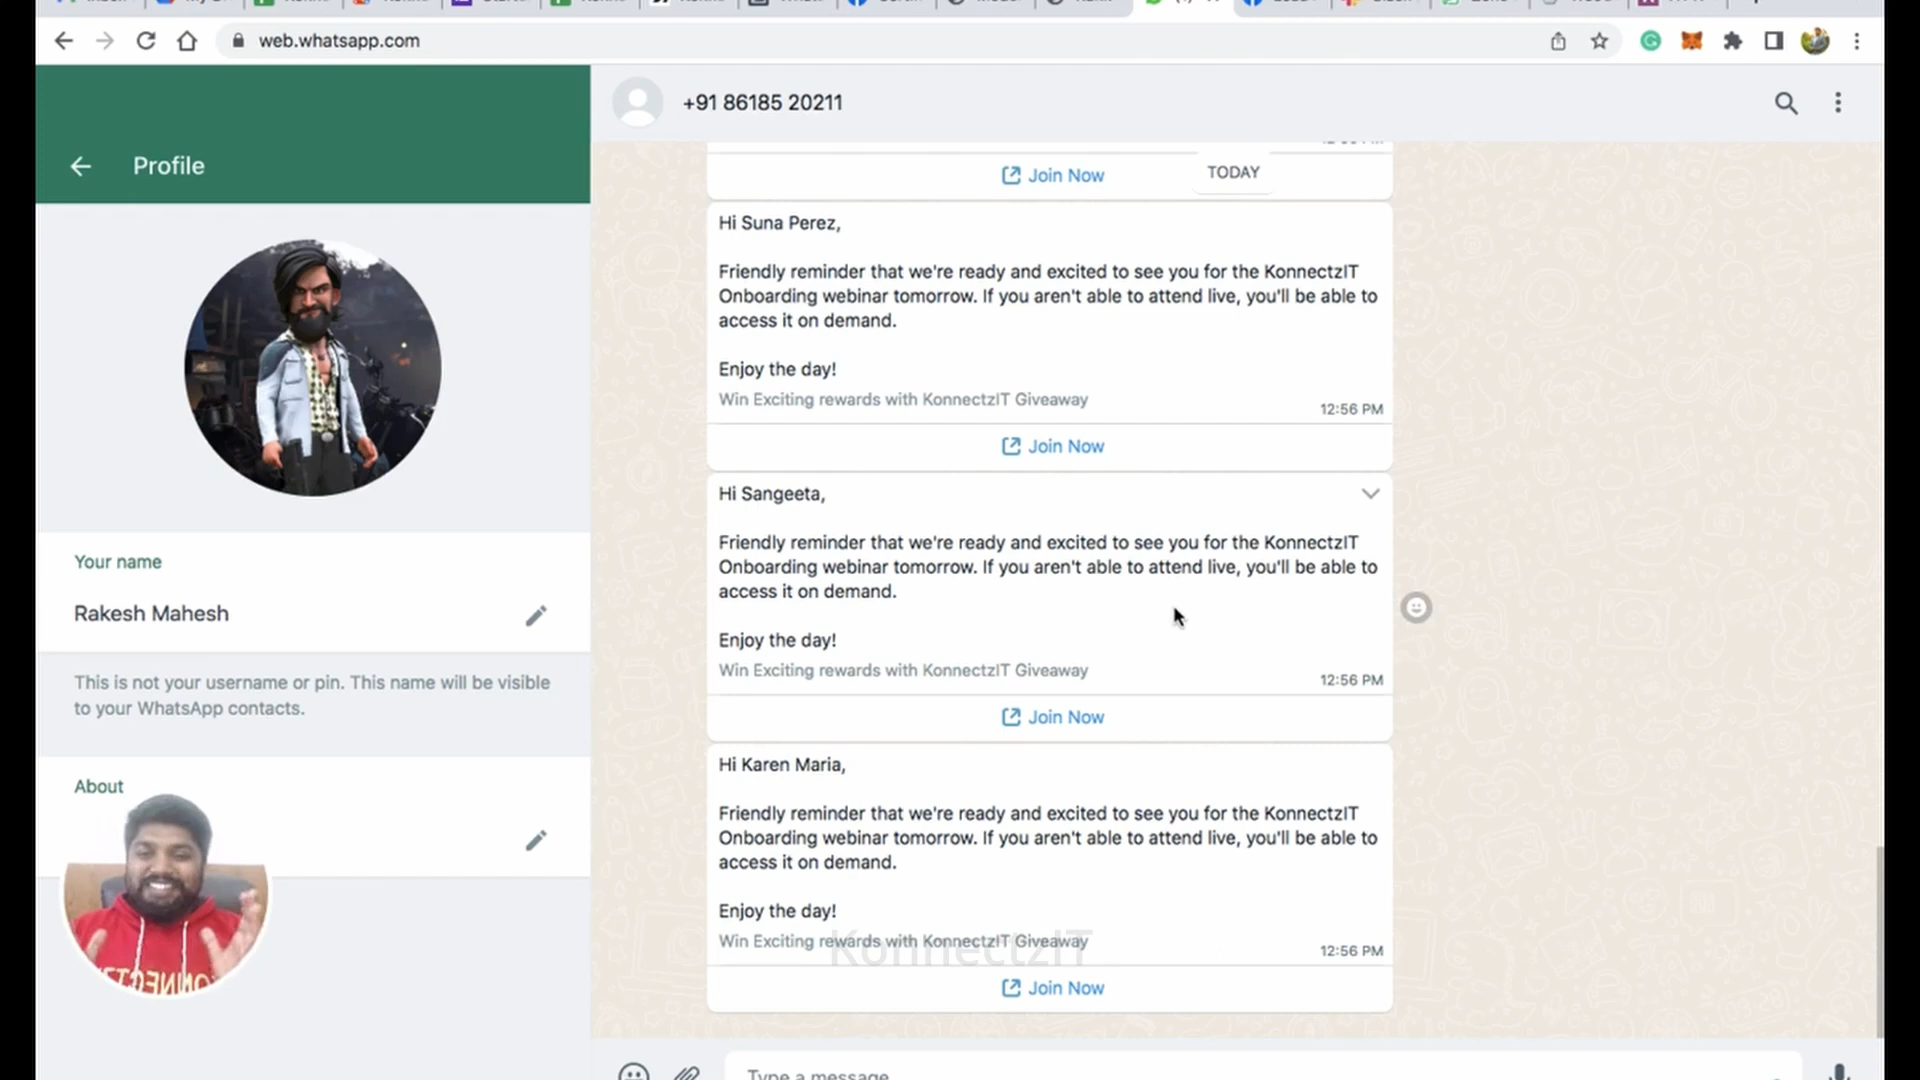 web.whatsapp.com
Profile
+91 86185 20211
Join Now
TODAY
Hi Suna Perez,
Friendly reminder that we're ready and excited to see you for the KonnectzIT
Onboarding webinar tomorrow. If you aren't able to attend live, you'll be able to
access it on demand.
Enjoy the day!
Win Exciting rewards with KonnectzIT Giveaway
12:56 PM
Join Now
Hi Sangeeta,
Friendly reminder that we're ready and excited to see you for the KonnectzIT
Onboarding webinar tomorrow. If you aren't able to attend live, you'll be able to
access it on demand.
Enjoy the day!
Win Exciting rewards with KonnectzIT Giveaway
12:56 PM
Join Now
Hi Karen Maria,
Friendly reminder that we're ready and excited to see you for the KonnectzIT
Onboarding webinar tomorrow. If you aren't able to attend live, you'll be able to
access it on demand.
Enjoy the day!
Win Exciting rewards with KonnectzIT Giveaway
12:56 PM
KonnectzIT
Join Now
Type a message
Your name
Rakesh Mahesh
This is not your username or pin. This name will be visible
to your WhatsApp contacts.
About